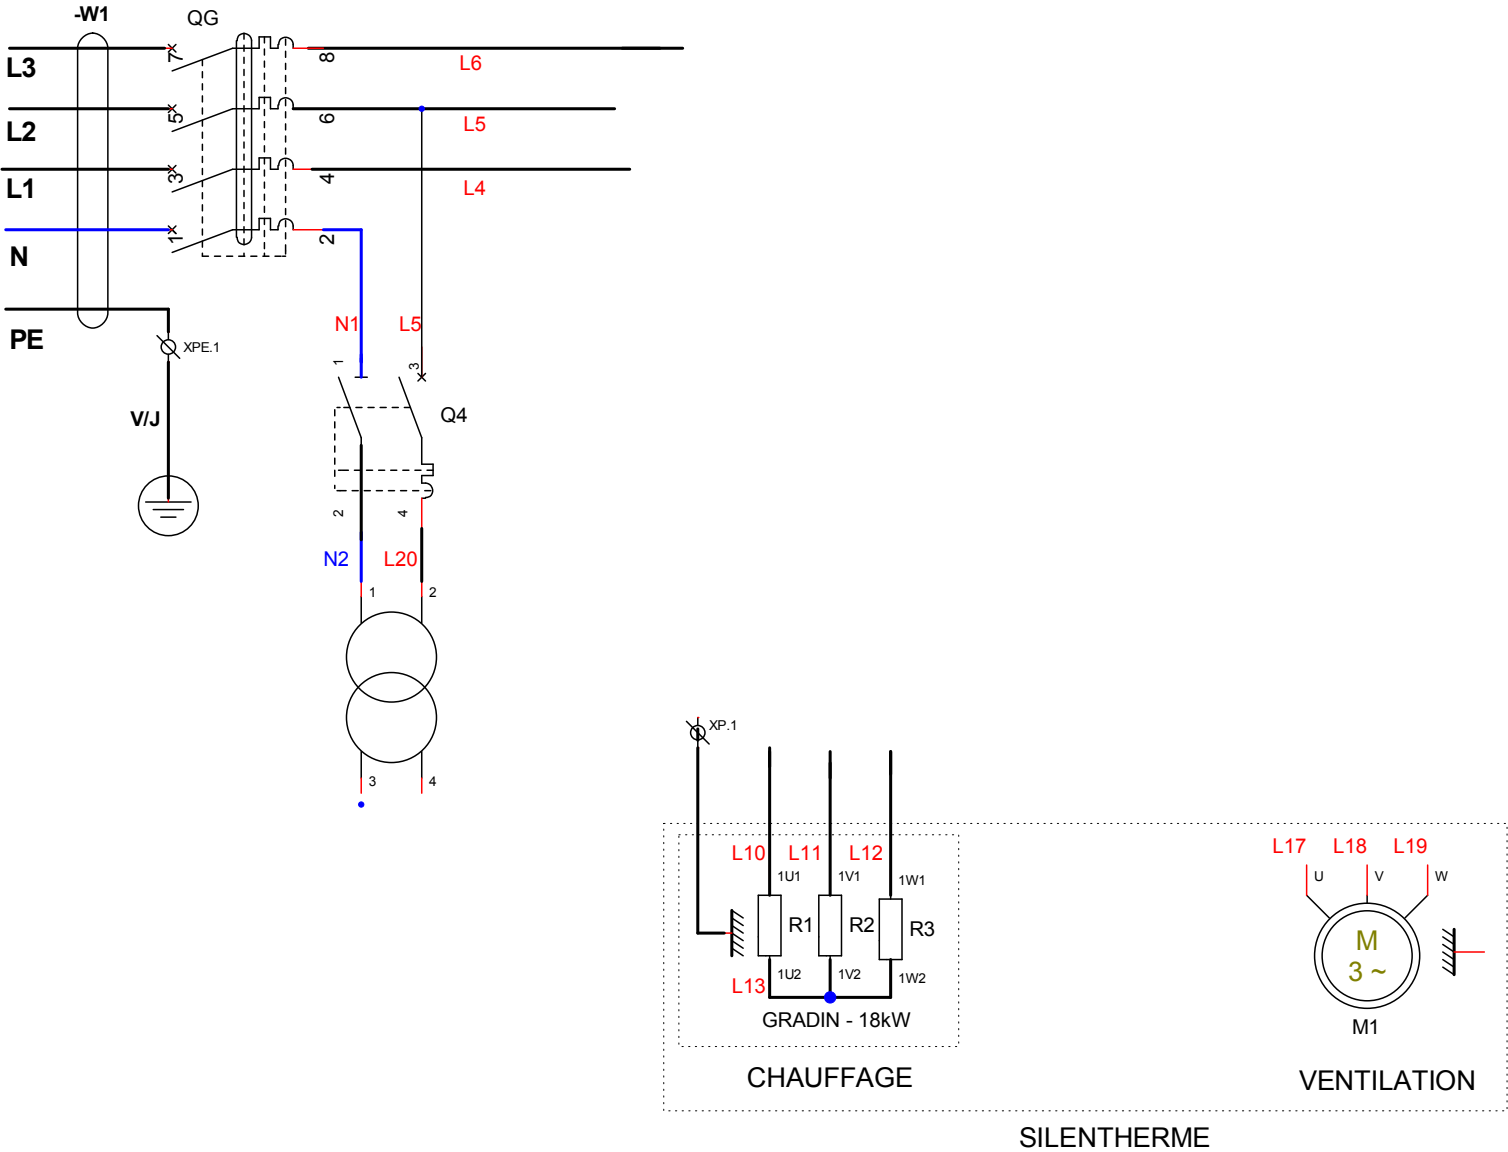 -W1
QG
L3
7
8
L6
L2
5
6
L5
L1
3
4
L4
N
1
2
PE
XPE.1
N1
L5
1
3
V/J
Q4
2
4
N2
L20
1
2
3
4
XP.1
L10
L11
L12
1U1
1V1
1W1
R1
R2
R3
L13
1U2
1V2
1W2
GRADIN - 18kW
CHAUFFAGE
L17
L18
L19
U
V
W
M
3 ~
M1
VENTILATION
SILENTHERME